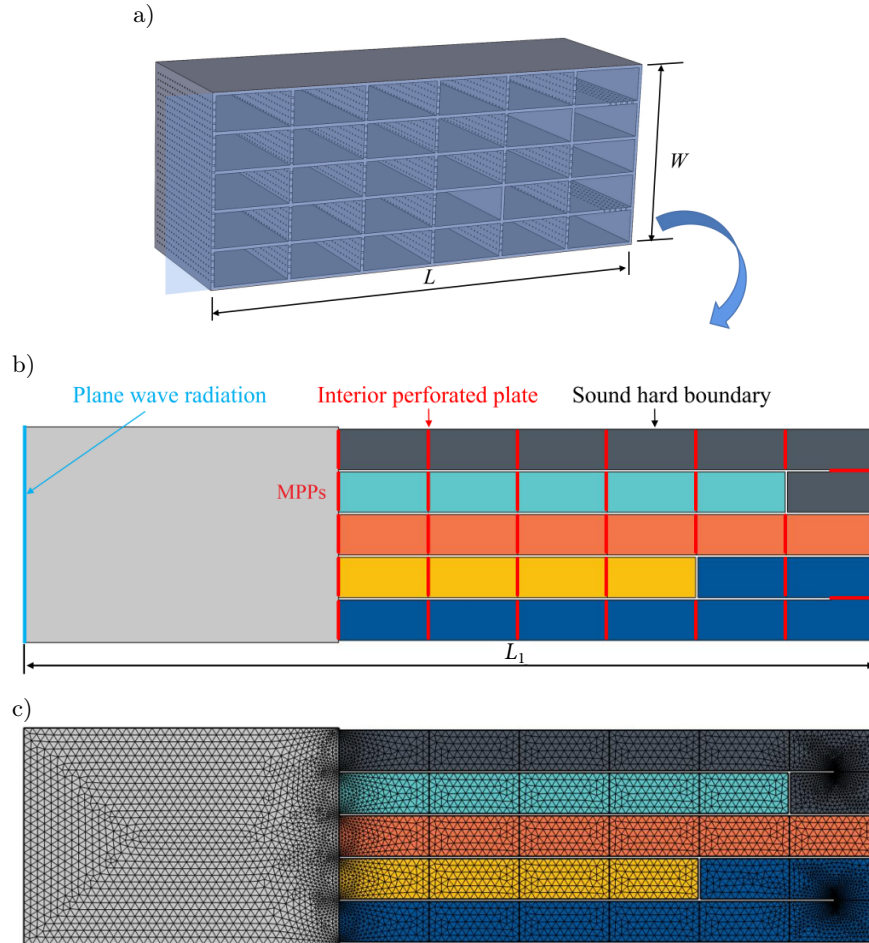 a)
W
L
b)
Plane wave radiation
Interior perforated plate
Sound hard boundary
MPPs
L₁
c)